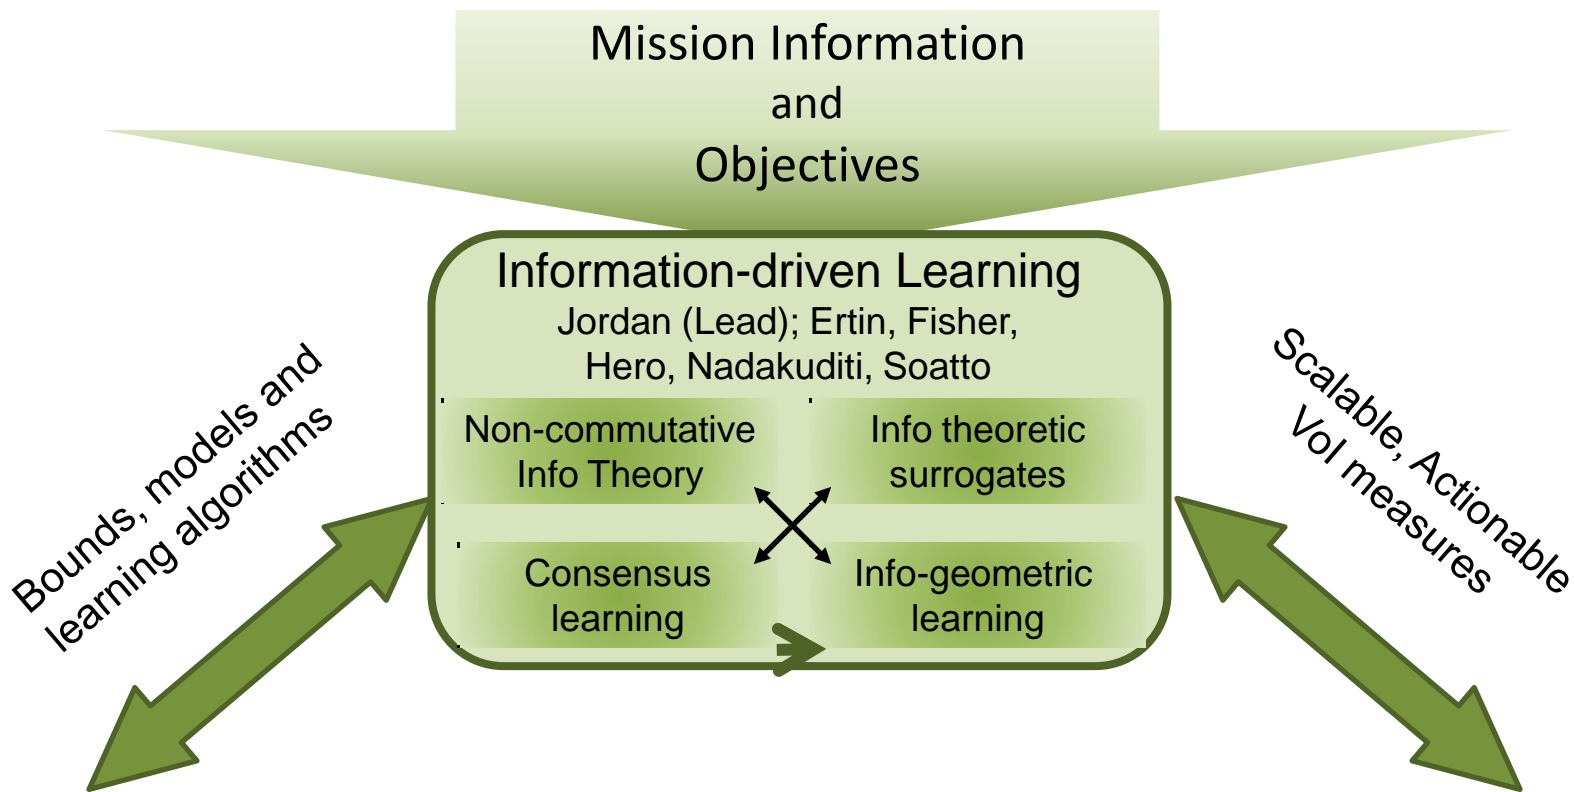 Mission Information
and
Objectives
Information-driven Learning
Jordan (Lead); Ertin, Fisher,
Hero, Nadakuditi, Soatto
Non-commutative
Info Theory
Info theoretic
surrogates
Consensus
learning
Info-geometric
learning
Bounds, models and
learning algorithms
Scalable, Actionable
VoI measures